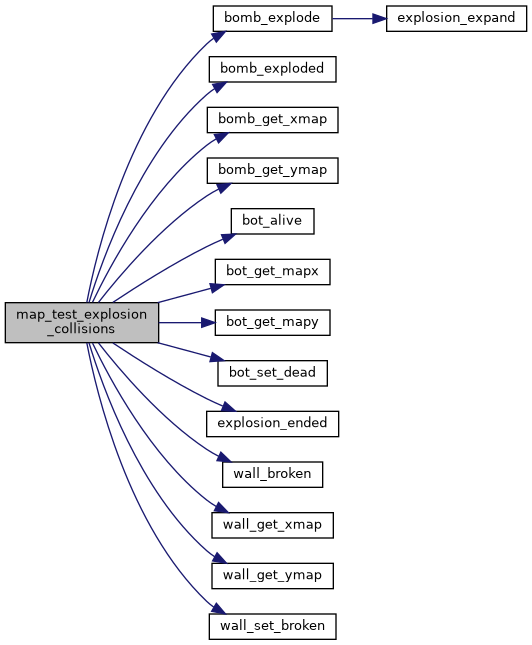 bomb_explode
explosion_expand
bomb_exploded
bomb_get_xmap
bomb_get_ymap
bot_alive
bot_get_mapx
map_test_explosion
_collisions
bot_get_mapy
bot_set_dead
explosion_ended
wall_broken
wall_get_xmap
wall_get_ymap
wall_set_broken